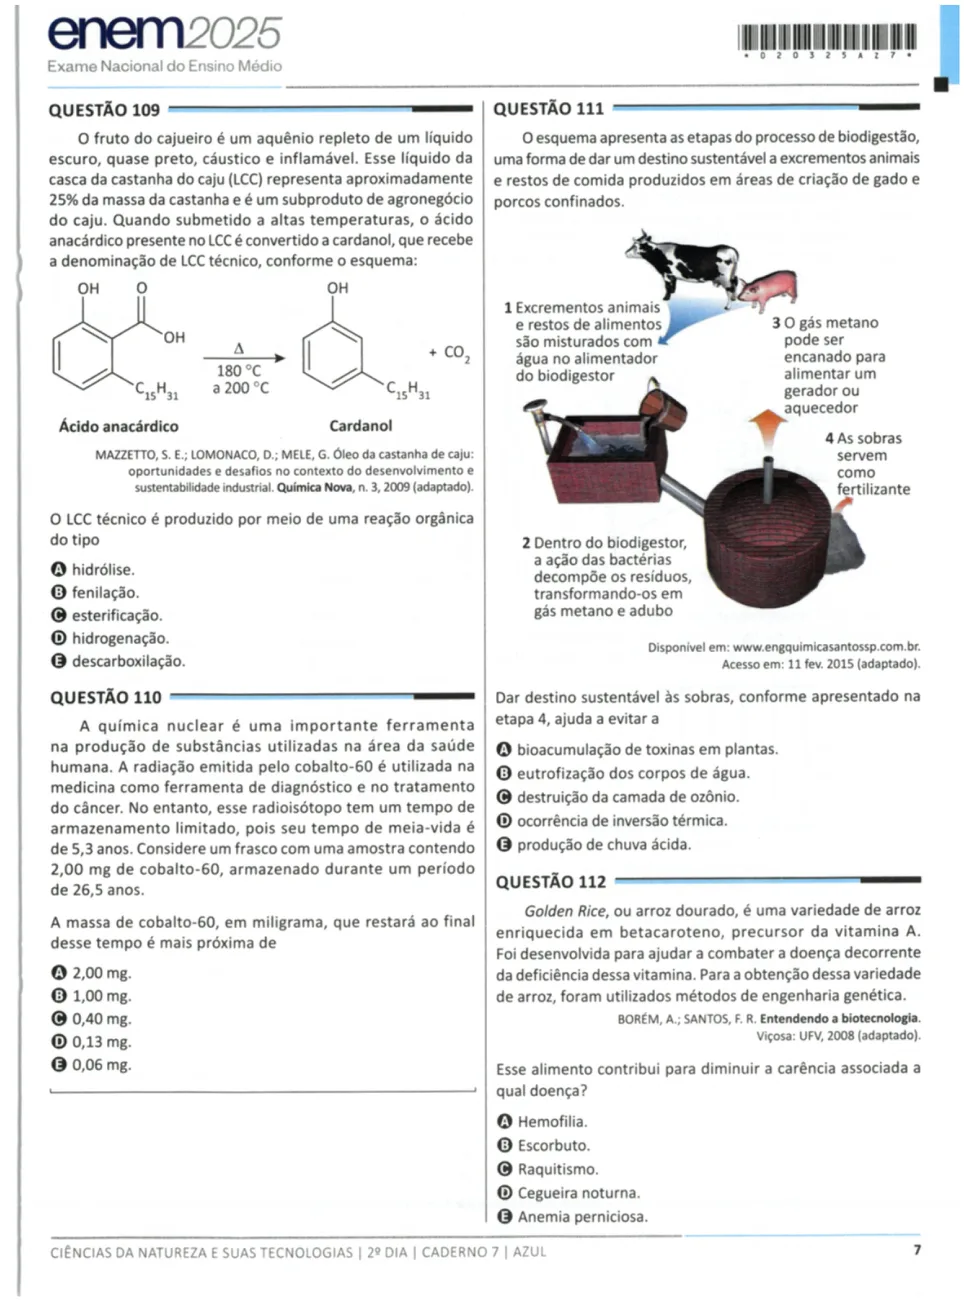 enem2025
Exame Nacional do Ensino Médio
*020325AZ7*
QUESTÃO 109
O fruto do cajueiro é um aquênio repleto de um líquido
escuro, quase preto, cáustico e inflamável. Esse líquido da
casca da castanha do caju (LCC) representa aproximadamente
25% da massa da castanha e é um subproduto de agronegócio
do caju. Quando submetido a altas temperaturas, o ácido
anacárdico presente no LCC é convertido a cardanol, que recebe
a denominação de LCC técnico, conforme o esquema:
OH O
OH
C15H31
Δ
180 °C
a 200 °C
OH
C15H31
+ CO2
Ácido anacárdico
Cardanol
MAZZETTO, S. E.; LOMONACO, D.; MELE, G. Óleo da castanha de caju:
oportunidades e desafios no contexto do desenvolvimento e
sustentabilidade industrial. Química Nova, n. 3, 2009 (adaptado).
O LCC técnico é produzido por meio de uma reação orgânica
do tipo
A hidrólise.
B fenilação.
C esterificação.
D hidrogenação.
E descarboxilação.
QUESTÃO 110
A química nuclear é uma importante ferramenta
na produção de substâncias utilizadas na área da saúde
humana. A radiação emitida pelo cobalto-60 é utilizada na
medicina como ferramenta de diagnóstico e no tratamento
do câncer. No entanto, esse radioisótopo tem um tempo de
armazenamento limitado, pois seu tempo de meia-vida é
de 5,3 anos. Considere um frasco com uma amostra contendo
2,00 mg de cobalto-60, armazenado durante um período
de 26,5 anos.
A massa de cobalto-60, em miligrama, que restará ao final
desse tempo é mais próxima de
A 2,00 mg.
B 1,00 mg.
C 0,40 mg.
D 0,13 mg.
E 0,06 mg.
QUESTÃO 111
O esquema apresenta as etapas do processo de biodigestão,
uma forma de dar um destino sustentável a excrementos animais
e restos de comida produzidos em áreas de criação de gado e
porcos confinados.
1 Excrementos animais
e restos de alimentos
são misturados com
água no alimentador
do biodigestor
3 O gás metano
pode ser
encanado para
alimentar um
gerador ou
aquecedor
4 As sobras
servem
como
fertilizante
2 Dentro do biodigestor,
a ação das bactérias
decompõe os resíduos,
transformando-os em
gás metano e adubo
Disponível em: www.engquimicasantossp.com.br.
Acesso em: 11 fev. 2015 (adaptado).
Dar destino sustentável às sobras, conforme apresentado na
etapa 4, ajuda a evitar a
A bioacumulação de toxinas em plantas.
B eutrofização dos corpos de água.
C destruição da camada de ozônio.
D ocorrência de inversão térmica.
E produção de chuva ácida.
QUESTÃO 112
Golden Rice, ou arroz dourado, é uma variedade de arroz
enriquecida em betacaroteno, precursor da vitamina A.
Foi desenvolvida para ajudar a combater a doença decorrente
da deficiência dessa vitamina. Para a obtenção dessa variedade
de arroz, foram utilizados métodos de engenharia genética.
BORÉM, A.; SANTOS, F. R. Entendendo a biotecnologia.
Viçosa: UFV, 2008 (adaptado).
Esse alimento contribui para diminuir a carência associada a
qual doença?
A Hemofilia.
B Escorbuto.
C Raquitismo.
D Cegueira noturna.
E Anemia perniciosa.
CIÊNCIAS DA NATUREZA E SUAS TECNOLOGIAS | 2º DIA | CADERNO 7 | AZUL
7